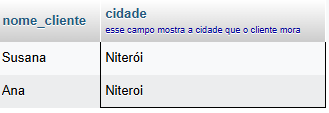 nome_cliente cidade
esse campo mostra a cidade que o cliente mora
Susana Niterói
Ana Niteroi